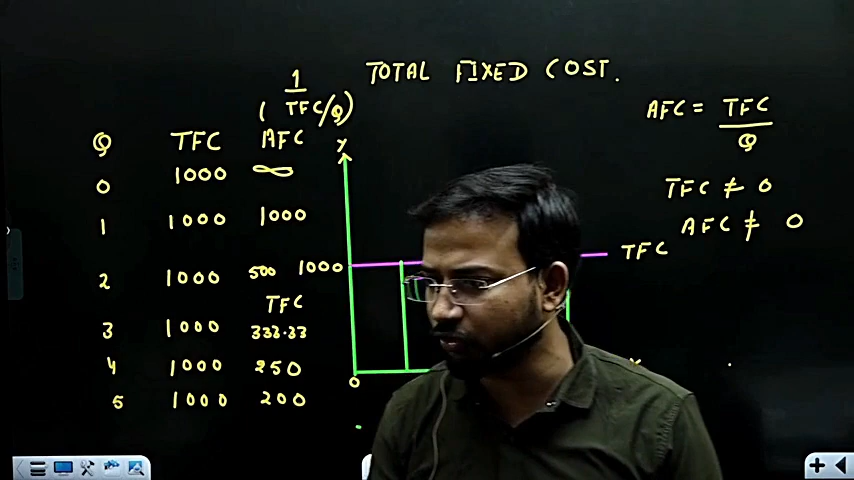 TOTAL FIXED COST.
1
( TFC/Q)
Q TFC AFC
0 1000 ∞
1 1000 1000
2 1000 500
TFC
3 1000 333.33
4 1000 250
5 1000 200
Y
1000
TFC
0
X
AFC = TFC
Q
TFC ≠ 0
AFC ≠ 0